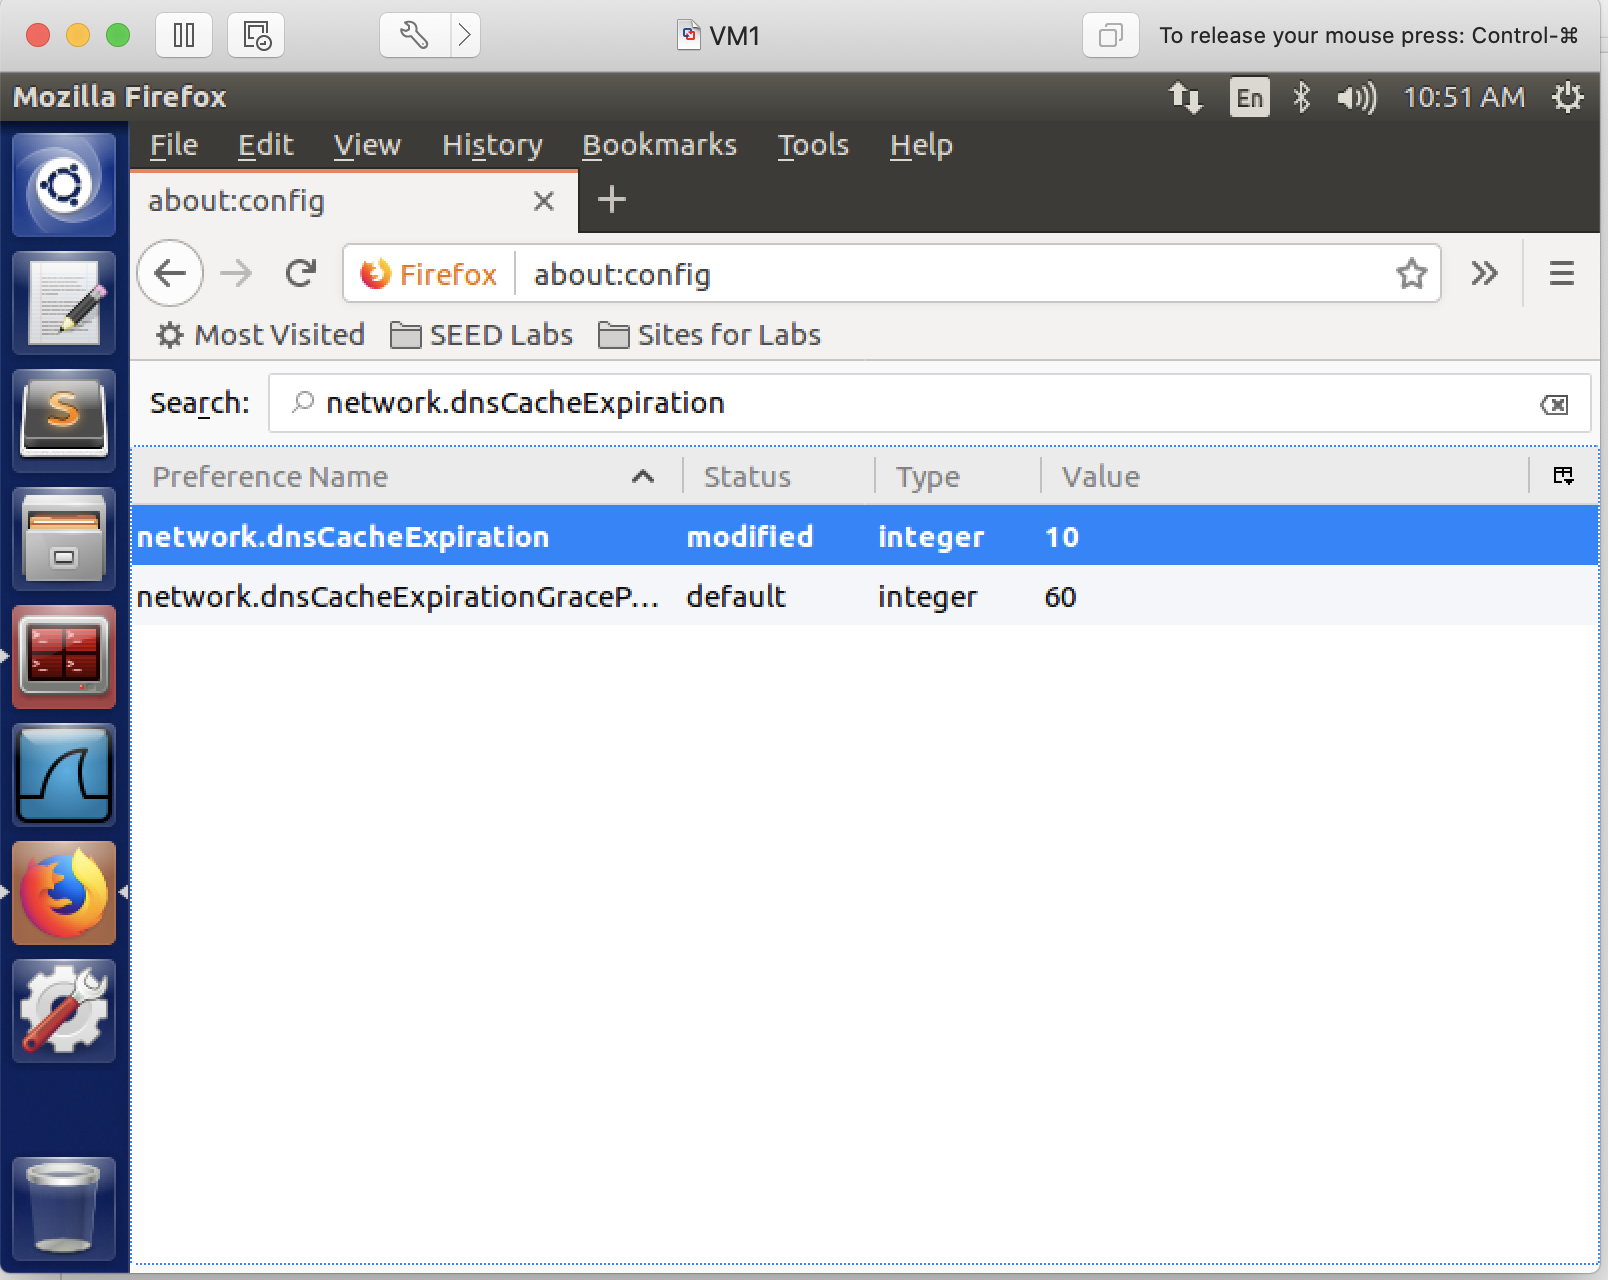 VM1
To release your mouse press: Control-⌘
Mozilla Firefox
En
10:51 AM
File Edit View History Bookmarks Tools Help
about:config
Firefox about:config
Most Visited SEED Labs Sites for Labs
Search: network.dnsCacheExpiration
Preference Name Status Type Value
network.dnsCacheExpiration modified integer 10
network.dnsCacheExpirationGraceP... default integer 60